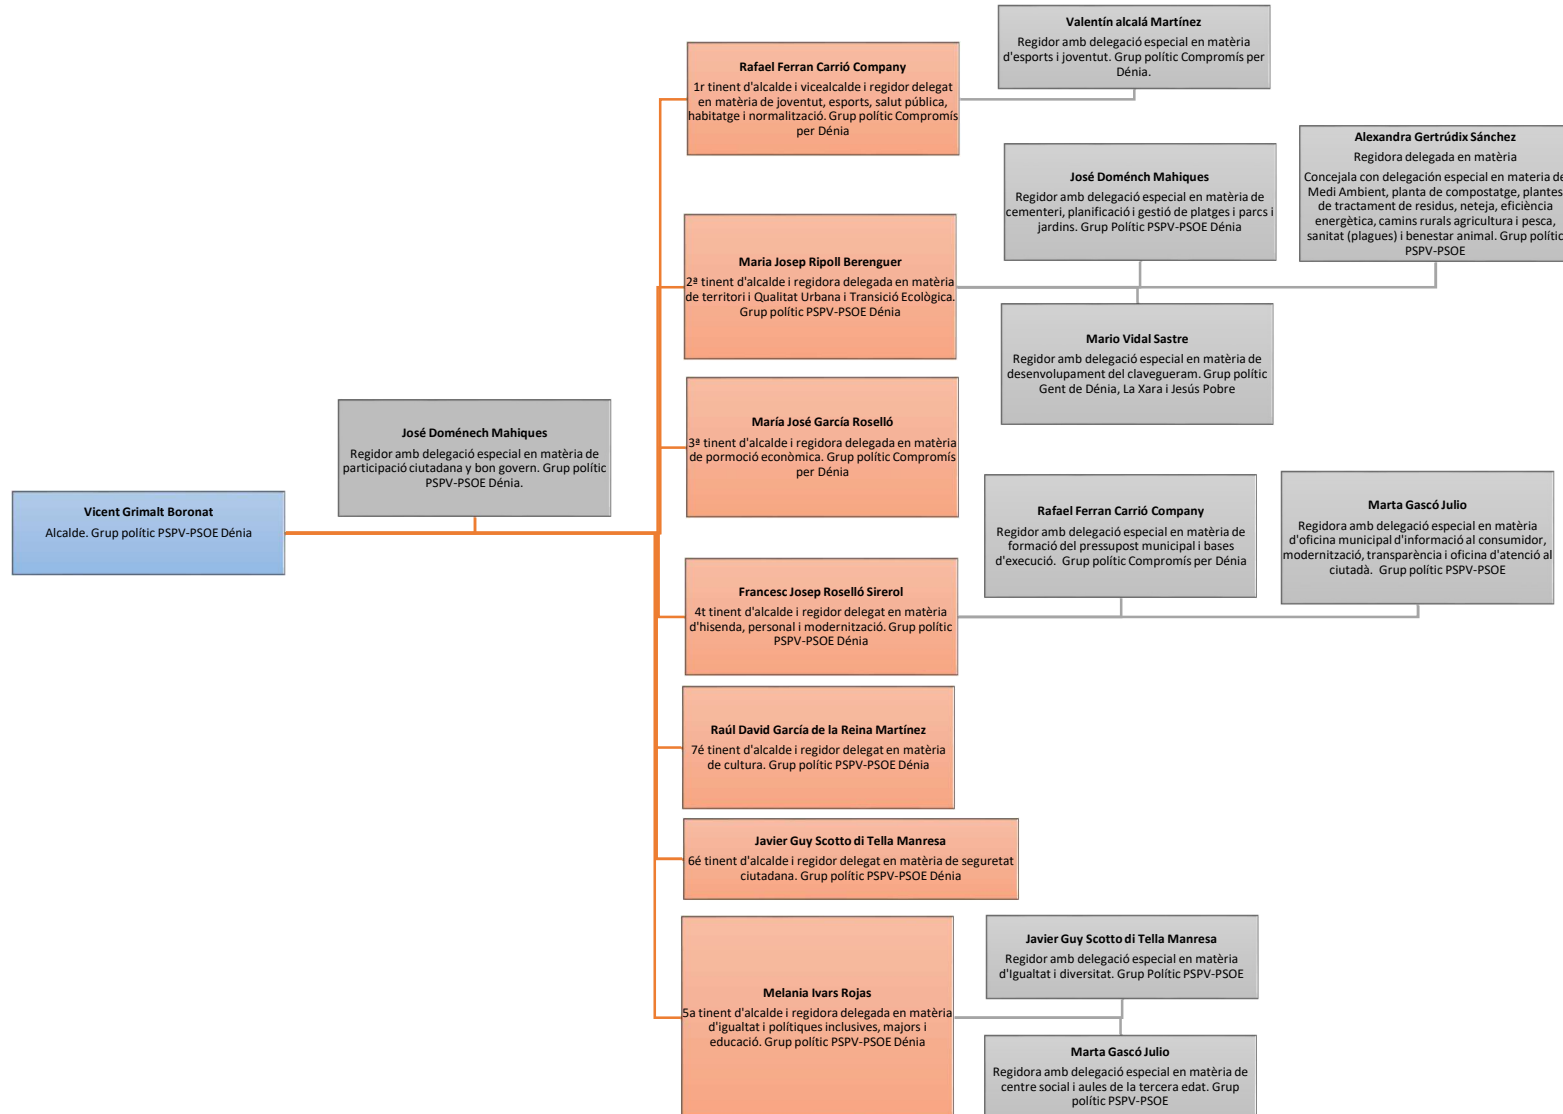 Valentín alcalá Martínez
Regidor amb delegació especial en matèria
d'esports i joventut. Grup polític Compromís per
Dénia.
Rafael Ferran Carrió Company
1r tinent d'alcalde i vicealcalde i regidor delegat
en matèria de joventut, esports, salut pública,
habitatge i normalització. Grup polític Compromís
per Dénia
Alexandra Gertrúdix Sánchez
Regidora delegada en matèria
Concejala con delegación especial en materia de
Medi Ambient, planta de compostatge, plantes
de tractament de residus, neteja, eficiència
energètica, camins rurals agricultura i pesca,
sanitat (plagues) i benestar animal. Grup polític
PSPV-PSOE
José Doménch Mahiques
Regidor amb delegació especial en matèria de
cementeri, planificació i gestió de platges i parcs i
jardins. Grup Polític PSPV-PSOE Dénia
Maria Josep Ripoll Berenguer
2ª tinent d'alcalde i regidora delegada en matèria
de territori i Qualitat Urbana i Transició Ecològica.
Grup polític PSPV-PSOE Dénia
Mario Vidal Sastre
Regidor amb delegació especial en matèria de
desenvolupament del clavegueram. Grup polític
Gent de Dénia, La Xara i Jesús Pobre
María José García Roselló
3ª tinent d'alcalde i regidora delegada en matèria
de pormoció econòmica. Grup polític Compromís
per Dénia
José Doménech Mahiques
Regidor amb delegació especial en matèria de
participació ciutadana y bon govern. Grup polític
PSPV-PSOE Dénia.
Vicent Grimalt Boronat
Alcalde. Grup polític PSPV-PSOE Dénia
Rafael Ferran Carrió Company
Regidor amb delegació especial en matèria de
formació del pressupost municipal i bases
d'execució. Grup polític Compromís per Dénia
Marta Gascó Julio
Regidora amb delegació especial en matèria
d'oficina municipal d'informació al consumidor,
modernització, transparència i oficina d'atenció al
ciutadà. Grup polític PSPV-PSOE
Francesc Josep Roselló Sirerol
4t tinent d'alcalde i regidor delegat en matèria
d'hisenda, personal i modernització. Grup polític
PSPV-PSOE Dénia
Raúl David García de la Reina Martínez
7é tinent d'alcalde i regidor delegat en matèria
de cultura. Grup polític PSPV-PSOE Dénia
Javier Guy Scotto di Tella Manresa
6é tinent d'alcalde i regidor delegat en matèria de seguretat
ciutadana. Grup polític PSPV-PSOE Dénia
Melania Ivars Rojas
5a tinent d'alcalde i regidora delegada en matèria
d'igualtat i polítiques inclusives, majors i
educació. Grup polític PSPV-PSOE Dénia
Javier Guy Scotto di Tella Manresa
Regidor amb delegació especial en matèria
d'Igualtat i diversitat. Grup Polític PSPV-PSOE
Marta Gascó Julio
Regidora amb delegació especial en matèria de
centre social i aules de la tercera edat. Grup
polític PSPV-PSOE